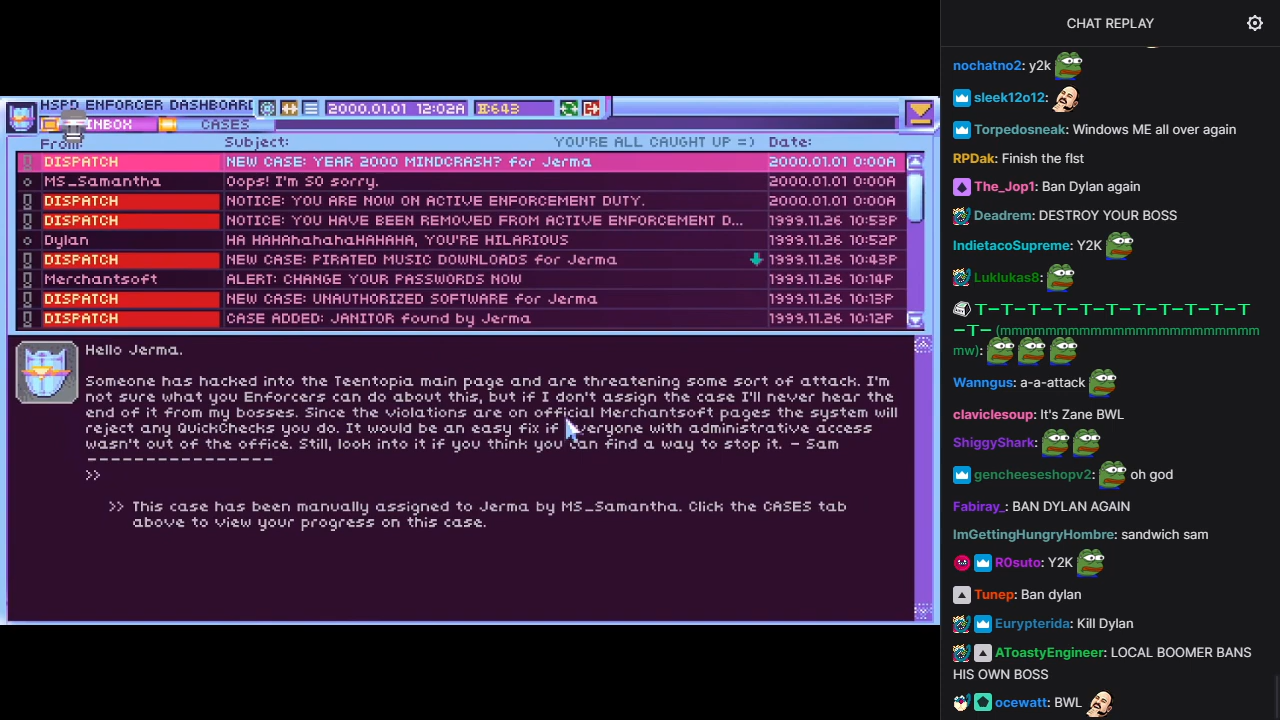 CHAT REPLAY
HSPD ENFORCER DASHBOARD
2000.01.01 12:02A
643
INBOX
CASES
From:
Subject:
YOU'RE ALL CAUGHT UP =)
Date:
DISPATCH NEW CASE: YEAR 2000 MINDCRASH? for Jerma 2000.01.01 0:00A
MS_Samantha Oops! I'm SO sorry. 2000.01.01 0:00A
DISPATCH NOTICE: YOU ARE NOW ON ACTIVE ENFORCEMENT DUTY. 2000.01.01 0:00A
DISPATCH NOTICE: YOU HAVE BEEN REMOVED FROM ACTIVE ENFORCEMENT D... 1999.11.26 10:53P
Dylan HA HAHAhahahaHAHAHA, YOU'RE HILARIOUS 1999.11.26 10:52P
DISPATCH NEW CASE: PIRATED MUSIC DOWNLOADS for Jerma 1999.11.26 10:43P
Merchantsoft ALERT: CHANGE YOUR PASSWORDS NOW 1999.11.26 10:14P
DISPATCH NEW CASE: UNAUTHORIZED SOFTWARE for Jerma 1999.11.26 10:13P
DISPATCH CASE ADDED: JANITOR found by Jerma 1999.11.26 10:12P
Hello Jerma.
Someone has hacked into the Teentopia main page and are threatening some sort of attack. I'm
not sure what you Enforcers can do about this, but if I don't assign the case I'll never hear the
end of it from my bosses. Since the violations are on official Merchantsoft pages the system will
reject any QuickChecks you do. It would be an easy fix if everyone with administrative access
wasn't out of the office. Still, look into it if you think you can find a way to stop it. - Sam
------------------
>>
>> This case has been manually assigned to Jerma by MS_Samantha. Click the CASES tab
above to view your progress on this case.
nochatno2: y2k
sleek12o12:
Torpedosneak: Windows ME all over again
RPDak: Finish the fIst
The_Jop1: Ban Dylan again
Deadrem: DESTROY YOUR BOSS
IndietacoSupreme: Y2K
Luklukas8:
ㅜㅡㅜㅡㅜㅡㅜㅡㅜㅡㅜㅡㅜㅡㅜㅡㅜㅡㅜ
ㅡㅜㅡ (mmmmmmmmmmmmmmmmmmmmmm
mw):
Wanngus: a-a-attack
claviclesoup: It's Zane BWL
ShiggyShark:
gencheeseshopv2: oh god
Fabiray_: BAN DYLAN AGAIN
ImGettingHungryHombre: sandwich sam
R0suto: Y2K
Tunep: Ban dylan
Eurypterida: Kill Dylan
AToastyEngineer: LOCAL BOOMER BANS
HIS OWN BOSS
ocewatt: BWL